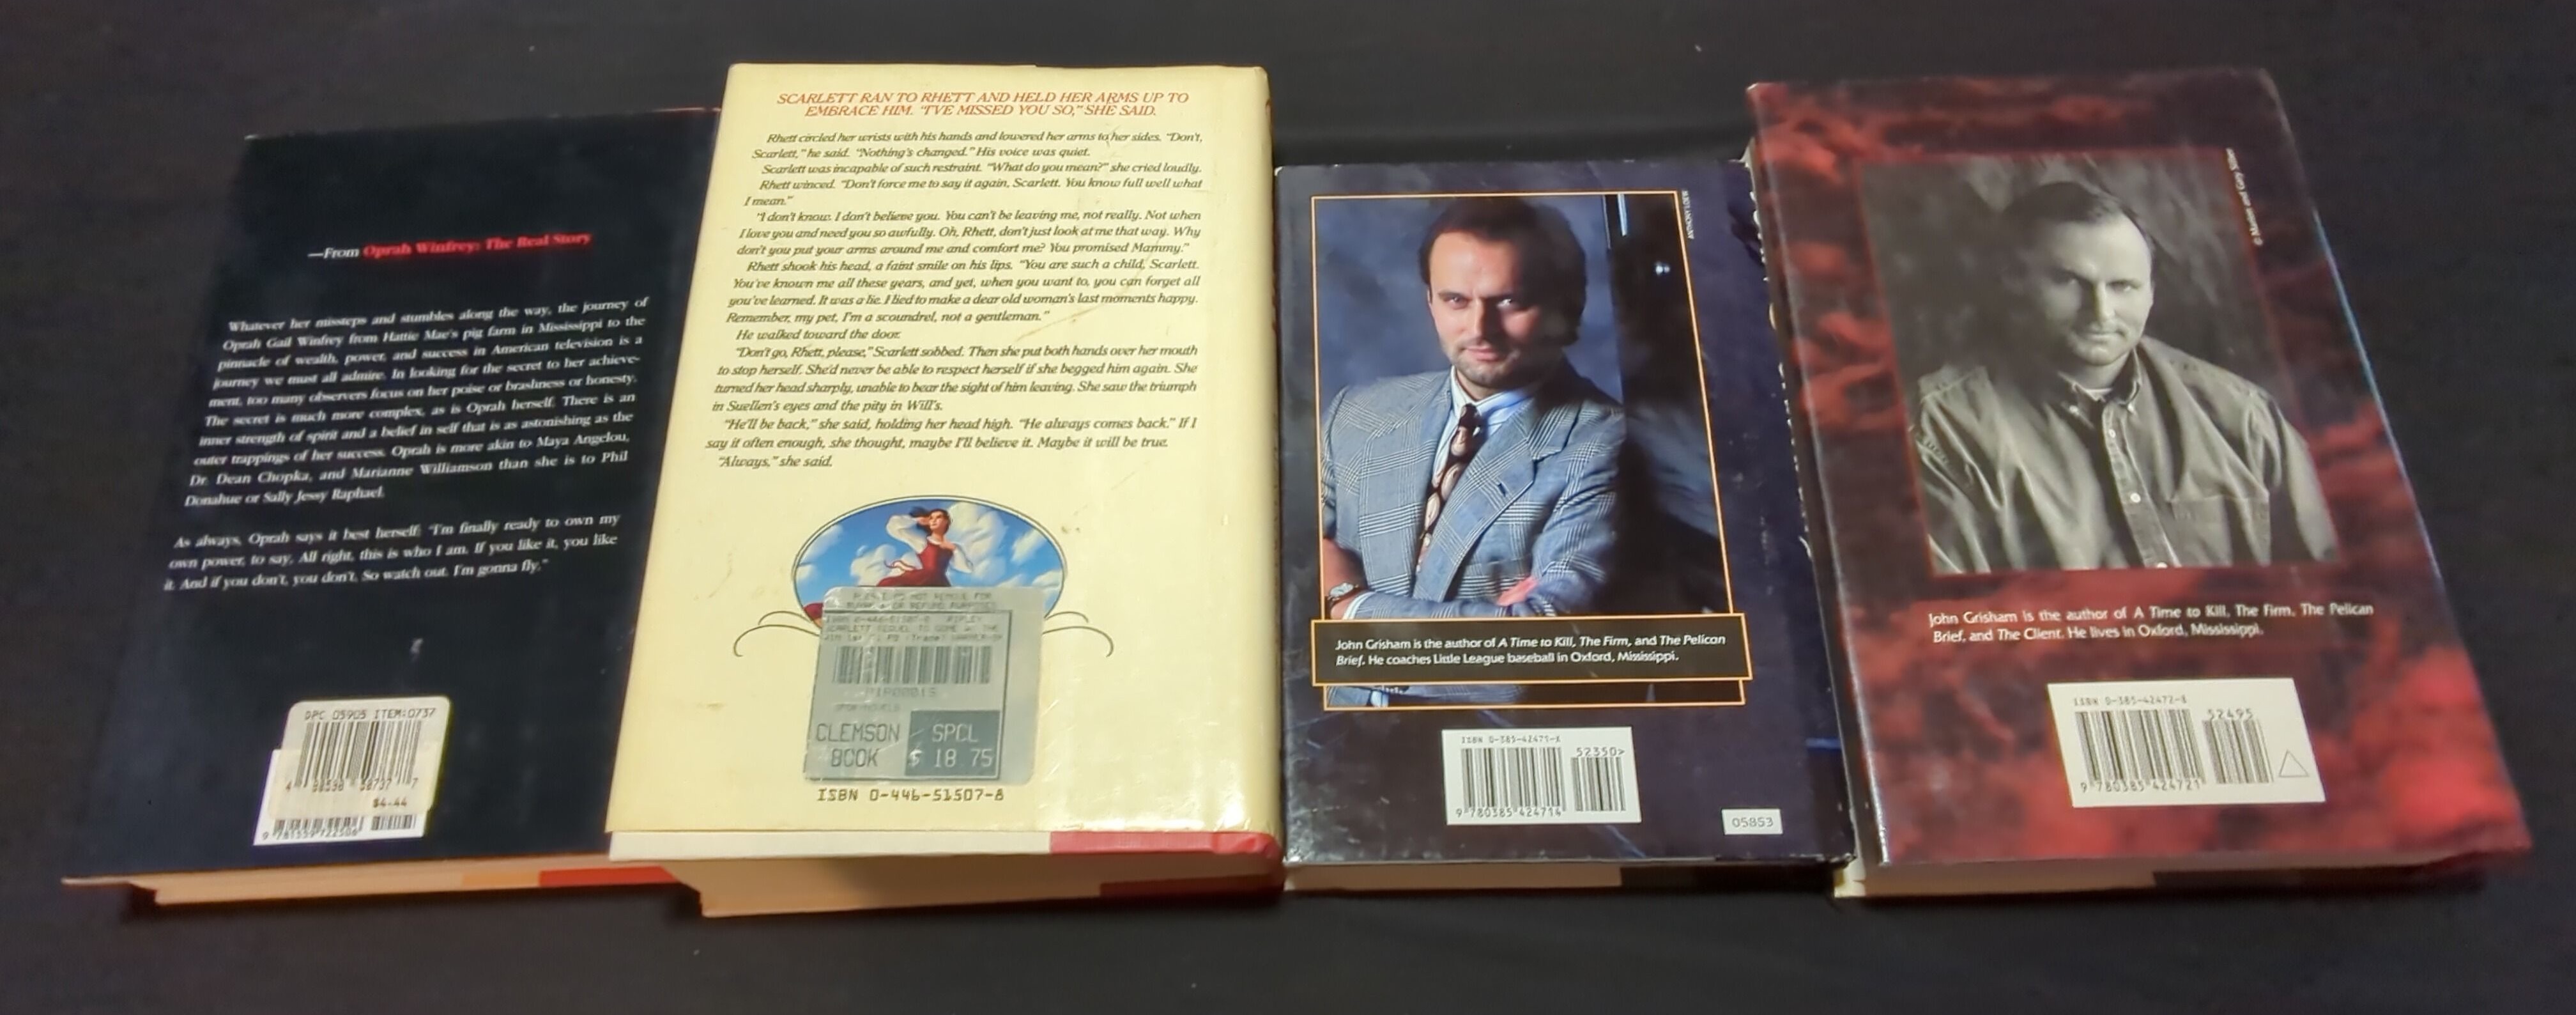 —From Oprah Winfrey: The Real Story
Whatever her missteps and stumbles along the way, the journey of
Oprah Gail Winfrey from Hattie Mae's pig farm in Mississippi to the
pinnacle of wealth, power, and success in American television is a
journey we must all admire. In looking for the secret to her achieve-
ment, too many observers focus on her poise or brashness or honesty.
The secret is much more complex, as is Oprah herself. There is an
inner strength of spirit and a belief in self that is as astonishing as the
outer trappings of her success. Oprah is more akin to Maya Angelou,
Dr. Dean Chopka, and Marianne Williamson than she is to Phil
Donahue or Sally Jessy Raphael.
As always, Oprah says it best herself: "I'm finally ready to own my
own power, to say, All right, this is who I am. If you like it, you like
it. And if you don't, you don't. So watch out. I'm gonna fly."
DPC 05905 ITEM:0737
$4.44
9 781559 722506
SCARLETT RAN TO RHETT AND HELD HER ARMS UP TO
EMBRACE HIM. "I'VE MISSED YOU SO," SHE SAID.
Rhett circled her wrists with his hands and lowered her arms to her sides. "Don't,
Scarlett," he said. "Nothing's changed." His voice was quiet.
Scarlett was incapable of such restraint. "What do you mean?" she cried loudly.
Rhett winced. "Don't force me to say it again, Scarlett. You know full well what
I mean."
"I don't know. I don't believe you. You can't be leaving me, not really. Not when
I love you and need you so awfully. Oh, Rhett, don't just look at me that way. Why
don't you put your arms around me and comfort me? You promised Mammy."
Rhett shook his head, a faint smile on his lips. "You are such a child, Scarlett.
You've known me all these years, and yet, when you want to, you can forget all
you've learned. It was a lie. I lied to make a dear old woman's last moments happy.
Remember, my pet, I'm a scoundrel, not a gentleman."
He walked toward the door.
"Don't go, Rhett, please," Scarlett sobbed. Then she put both hands over her mouth
to stop herself. She'd never be able to respect herself if she begged him again. She
turned her head sharply, unable to bear the sight of him leaving. She saw the triumph
in Suellen's eyes and the pity in Will's.
"He'll be back," she said, holding her head high. "He always comes back." If I
say it often enough, she thought, maybe I'll believe it. Maybe it will be true.
"Always," she said.
PLEASE DO NOT REMOVE FOR
CLEMSON SPCL
BOOK $ 18 75
ISBN 0-446-51507-8
John Grisham is the author of A Time to Kill, The Firm, and The Pelican
Brief. He coaches Little League baseball in Oxford, Mississippi.
ISBN 0-385-42471-X
52350>
9 780385 424714
05853
John Grisham is the author of A Time to Kill, The Firm, The Pelican
Brief, and The Client. He lives in Oxford, Mississippi.
ISBN 0-385-42472-8
52495
9 780385 424721